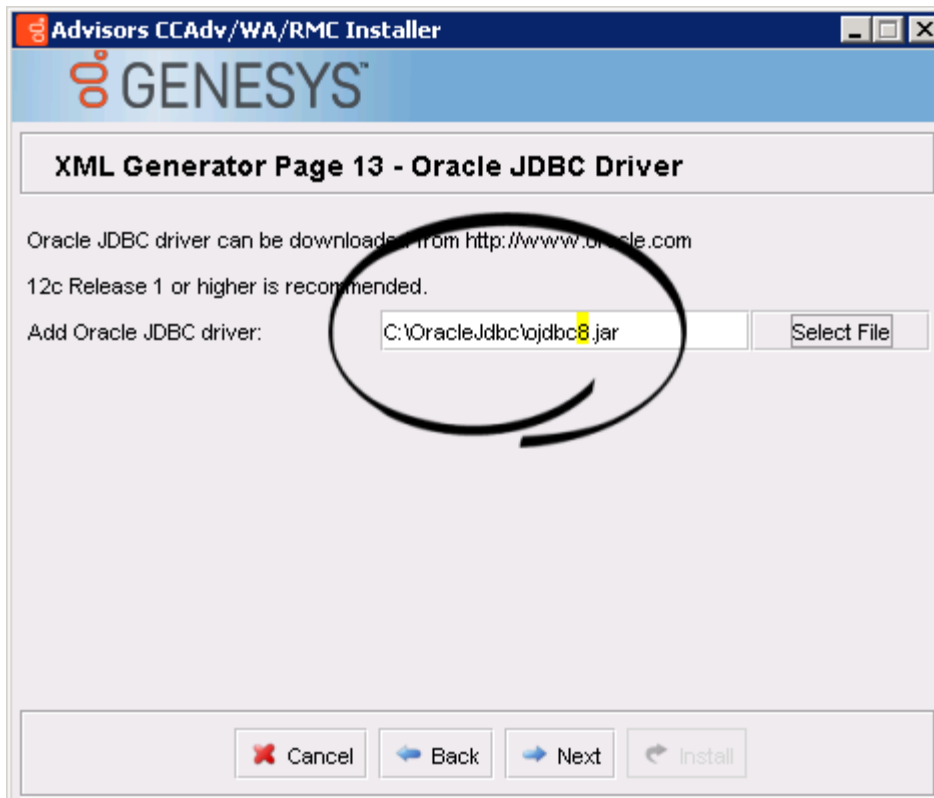 Advisors CCAdv/WA/RMC Installer
GENESYS™
XML Generator Page 13 - Oracle JDBC Driver
Oracle JDBC driver can be downloaded from http://www.oracle.com
12c Release 1 or higher is recommended.
Add Oracle JDBC driver: C:\OracleJdbc\ojdbc8.jar Select File
Cancel Back Next Install